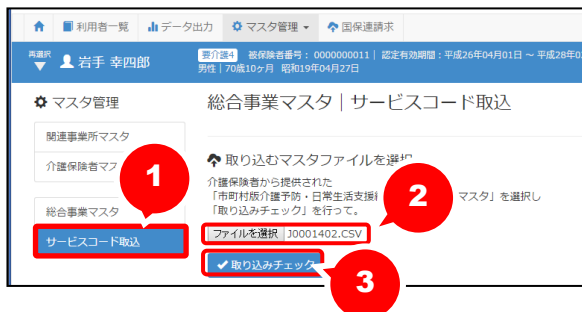 利用者一覧 データ出力 マスタ管理 国保連請求
再選択 岩手 幸四郎 要介護4 被保険者番号: 0000000011 | 認定有効期間:平成26年04月01日 ~ 平成28年0
男性 | 70歳10ヶ月 昭和19年04月27日
マスタ管理
総合事業マスタ | サービスコード取込
関連事業所マスタ
介護保険者マス
総合事業マスタ
サービスコード取込
取り込むマスタファイルを選択
介護保険者から提供された
「市町村版介護予防・日常生活支援 マスタ」を選択し
「取り込みチェック」を行って。
ファイルを選択 J0001402.CSV
取り込みチェック
1
2
3